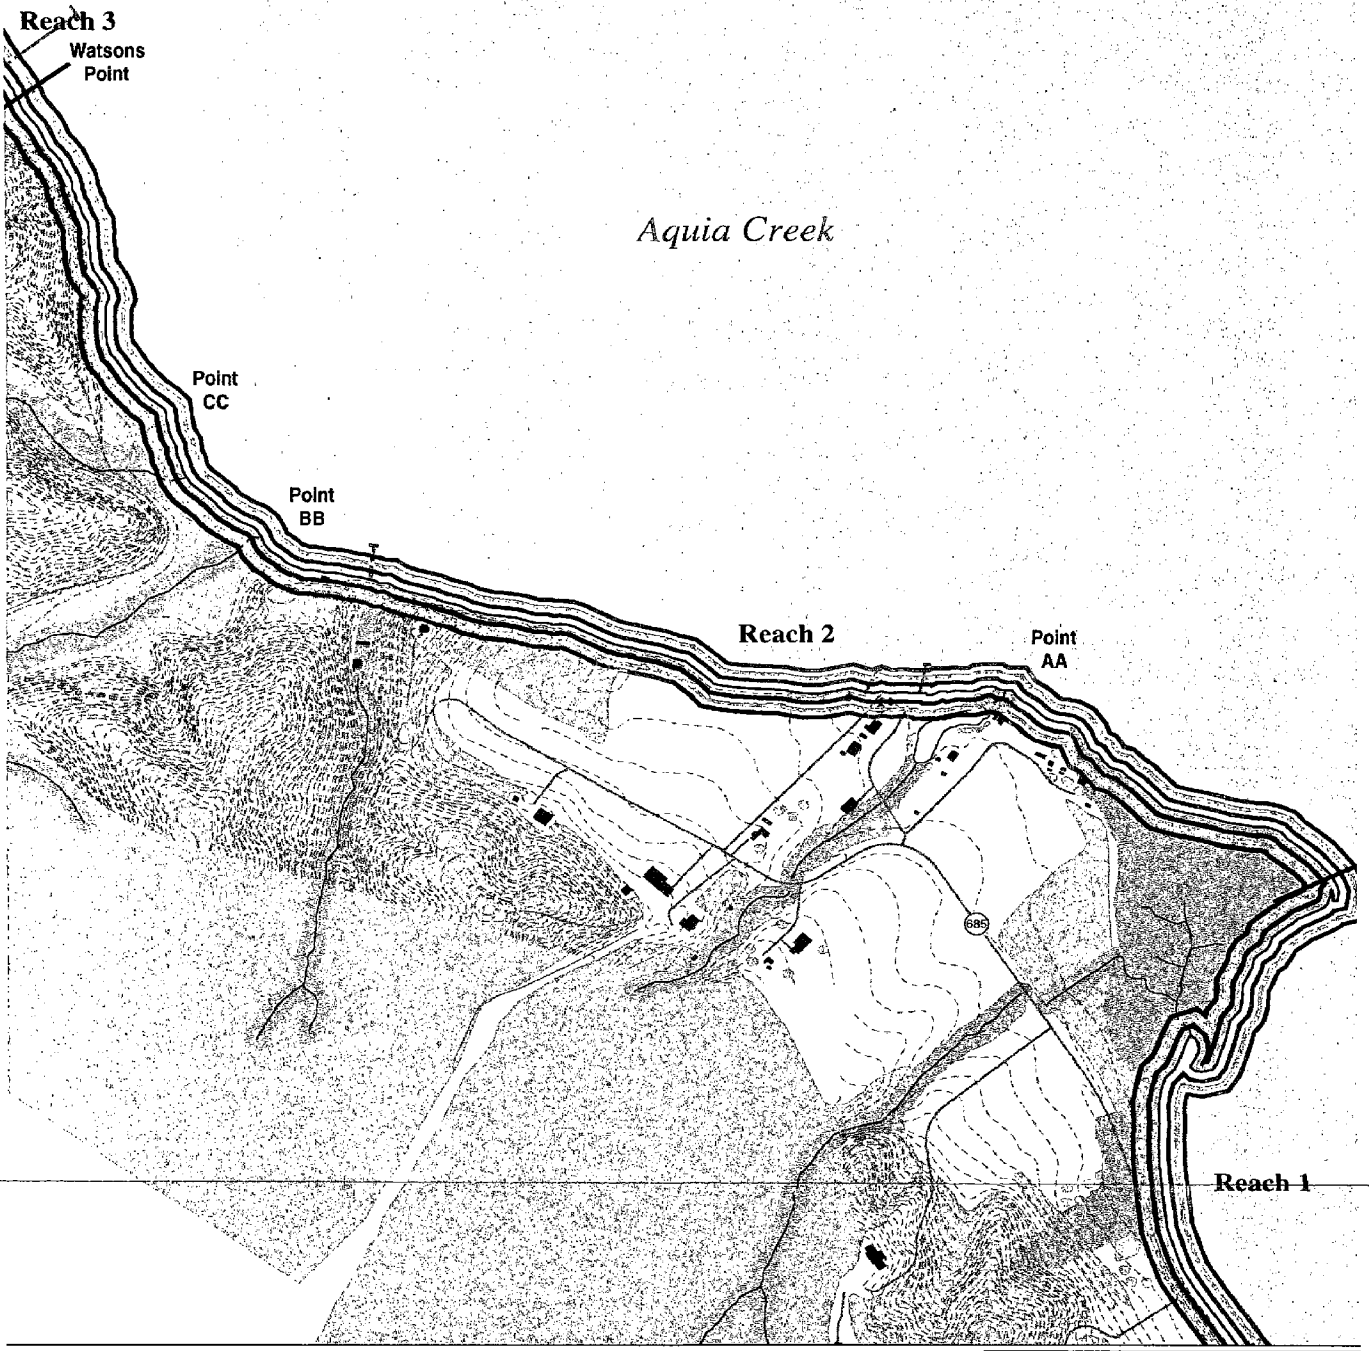 Reach 3
Watsons
Point
Aquia Creek
Point
CC
Point
BB
Reach 2
Point
AA
685
Reach 1